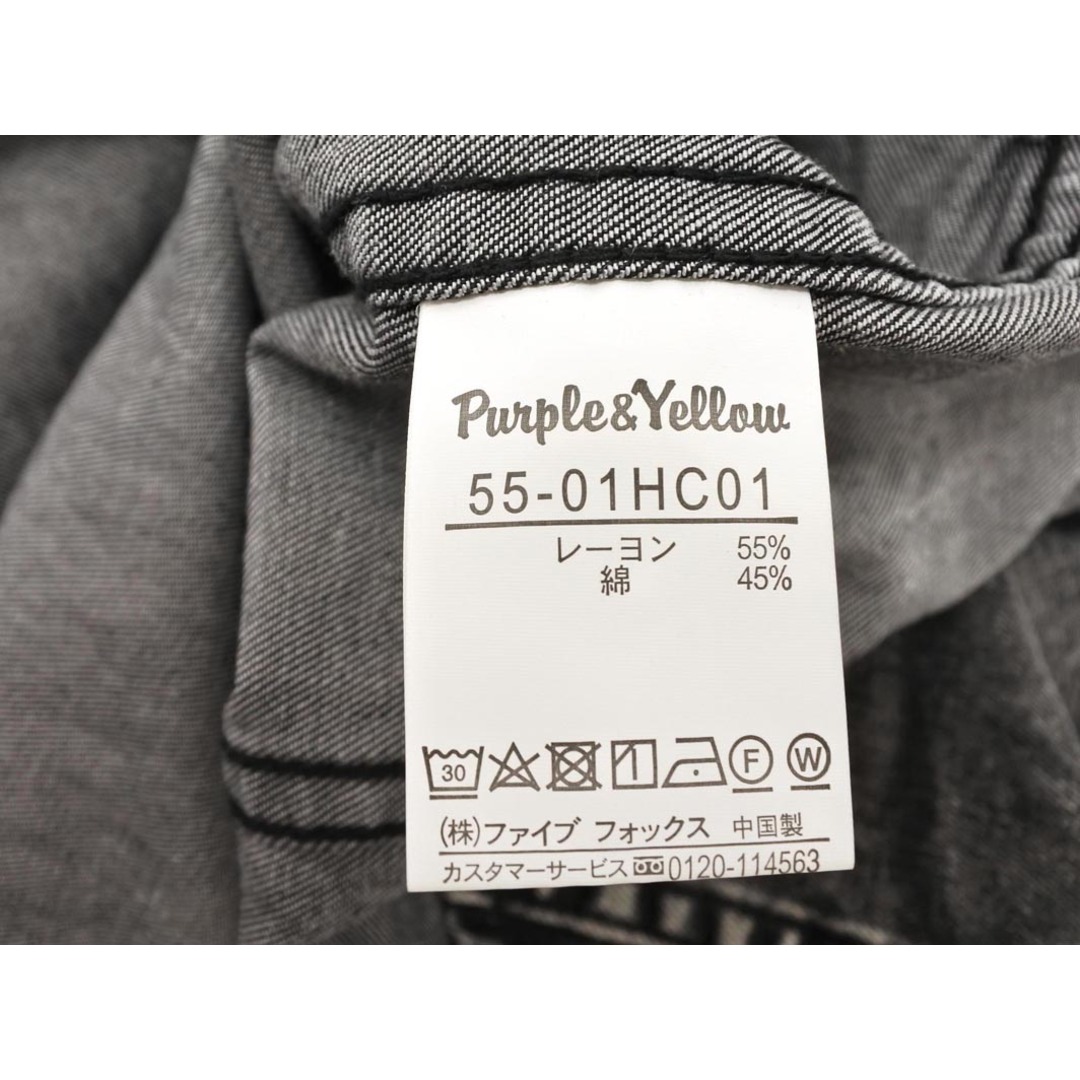 Purple&Yellow
55-01HC01
レーヨン 55%
綿 45%
30 F W
(株)ファイブ フォックス 中国製
カスタマーサービス 0120-114563